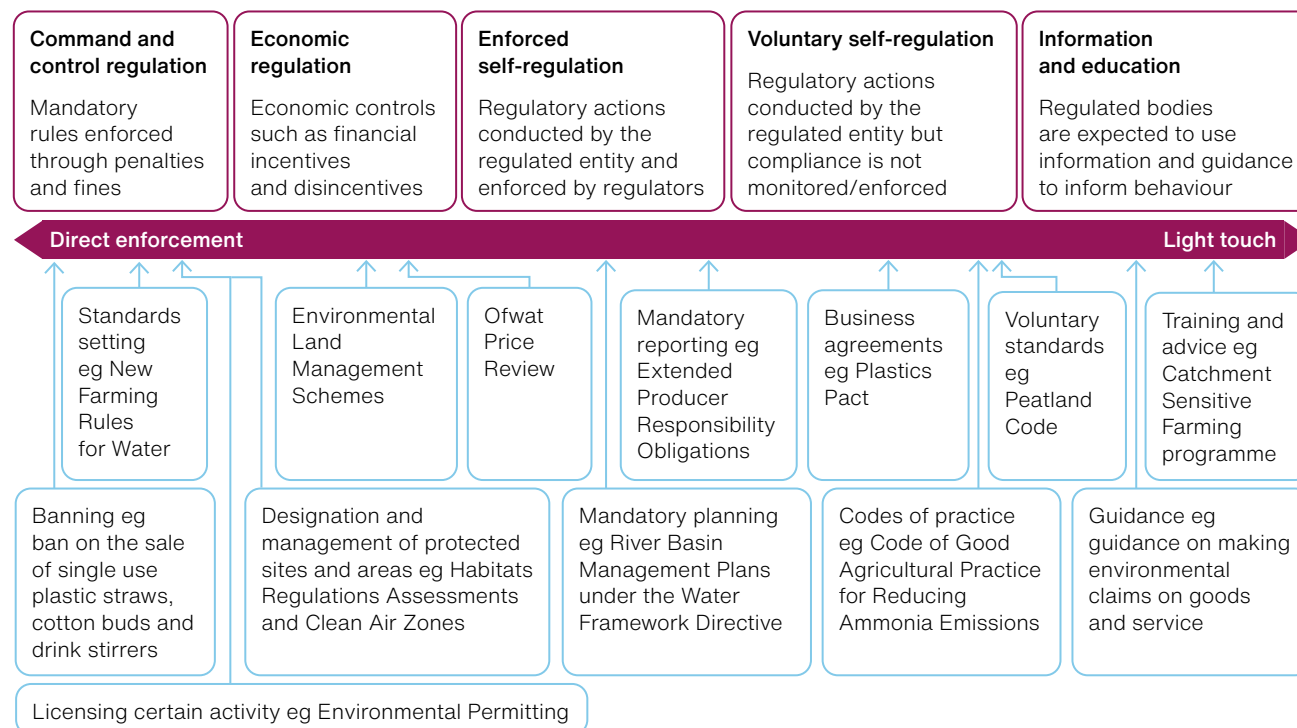 Command and
control regulation
Mandatory
rules enforced
through penalties
and fines
Economic
regulation
Economic controls
such as financial
incentives
and disincentives
Enforced
self-regulation
Regulatory actions
conducted by the
regulated entity and
enforced by regulators
Voluntary self-regulation
Regulatory actions
conducted by the
regulated entity but
compliance is not
monitored/enforced
Information
and education
Regulated bodies
are expected to use
information and guidance
to inform behaviour
Direct enforcement
Light touch
Standards
setting
eg New
Farming
Rules
for Water
Environmental
Land
Management
Schemes
Ofwat
Price
Review
Mandatory
reporting eg
Extended
Producer
Responsibility
Obligations
Business
agreements
eg Plastics
Pact
Voluntary
standards
eg
Peatland
Code
Training and
advice eg
Catchment
Sensitive
Farming
programme
Banning eg
ban on the sale
of single use
plastic straws,
cotton buds and
drink stirrers
Designation and
management of protected
sites and areas eg Habitats
Regulations Assessments
and Clean Air Zones
Mandatory planning
eg River Basin
Management Plans
under the Water
Framework Directive
Codes of practice
eg Code of Good
Agricultural Practice
for Reducing
Ammonia Emissions
Guidance eg
guidance on making
environmental
claims on goods
and service
Licensing certain activity eg Environmental Permitting